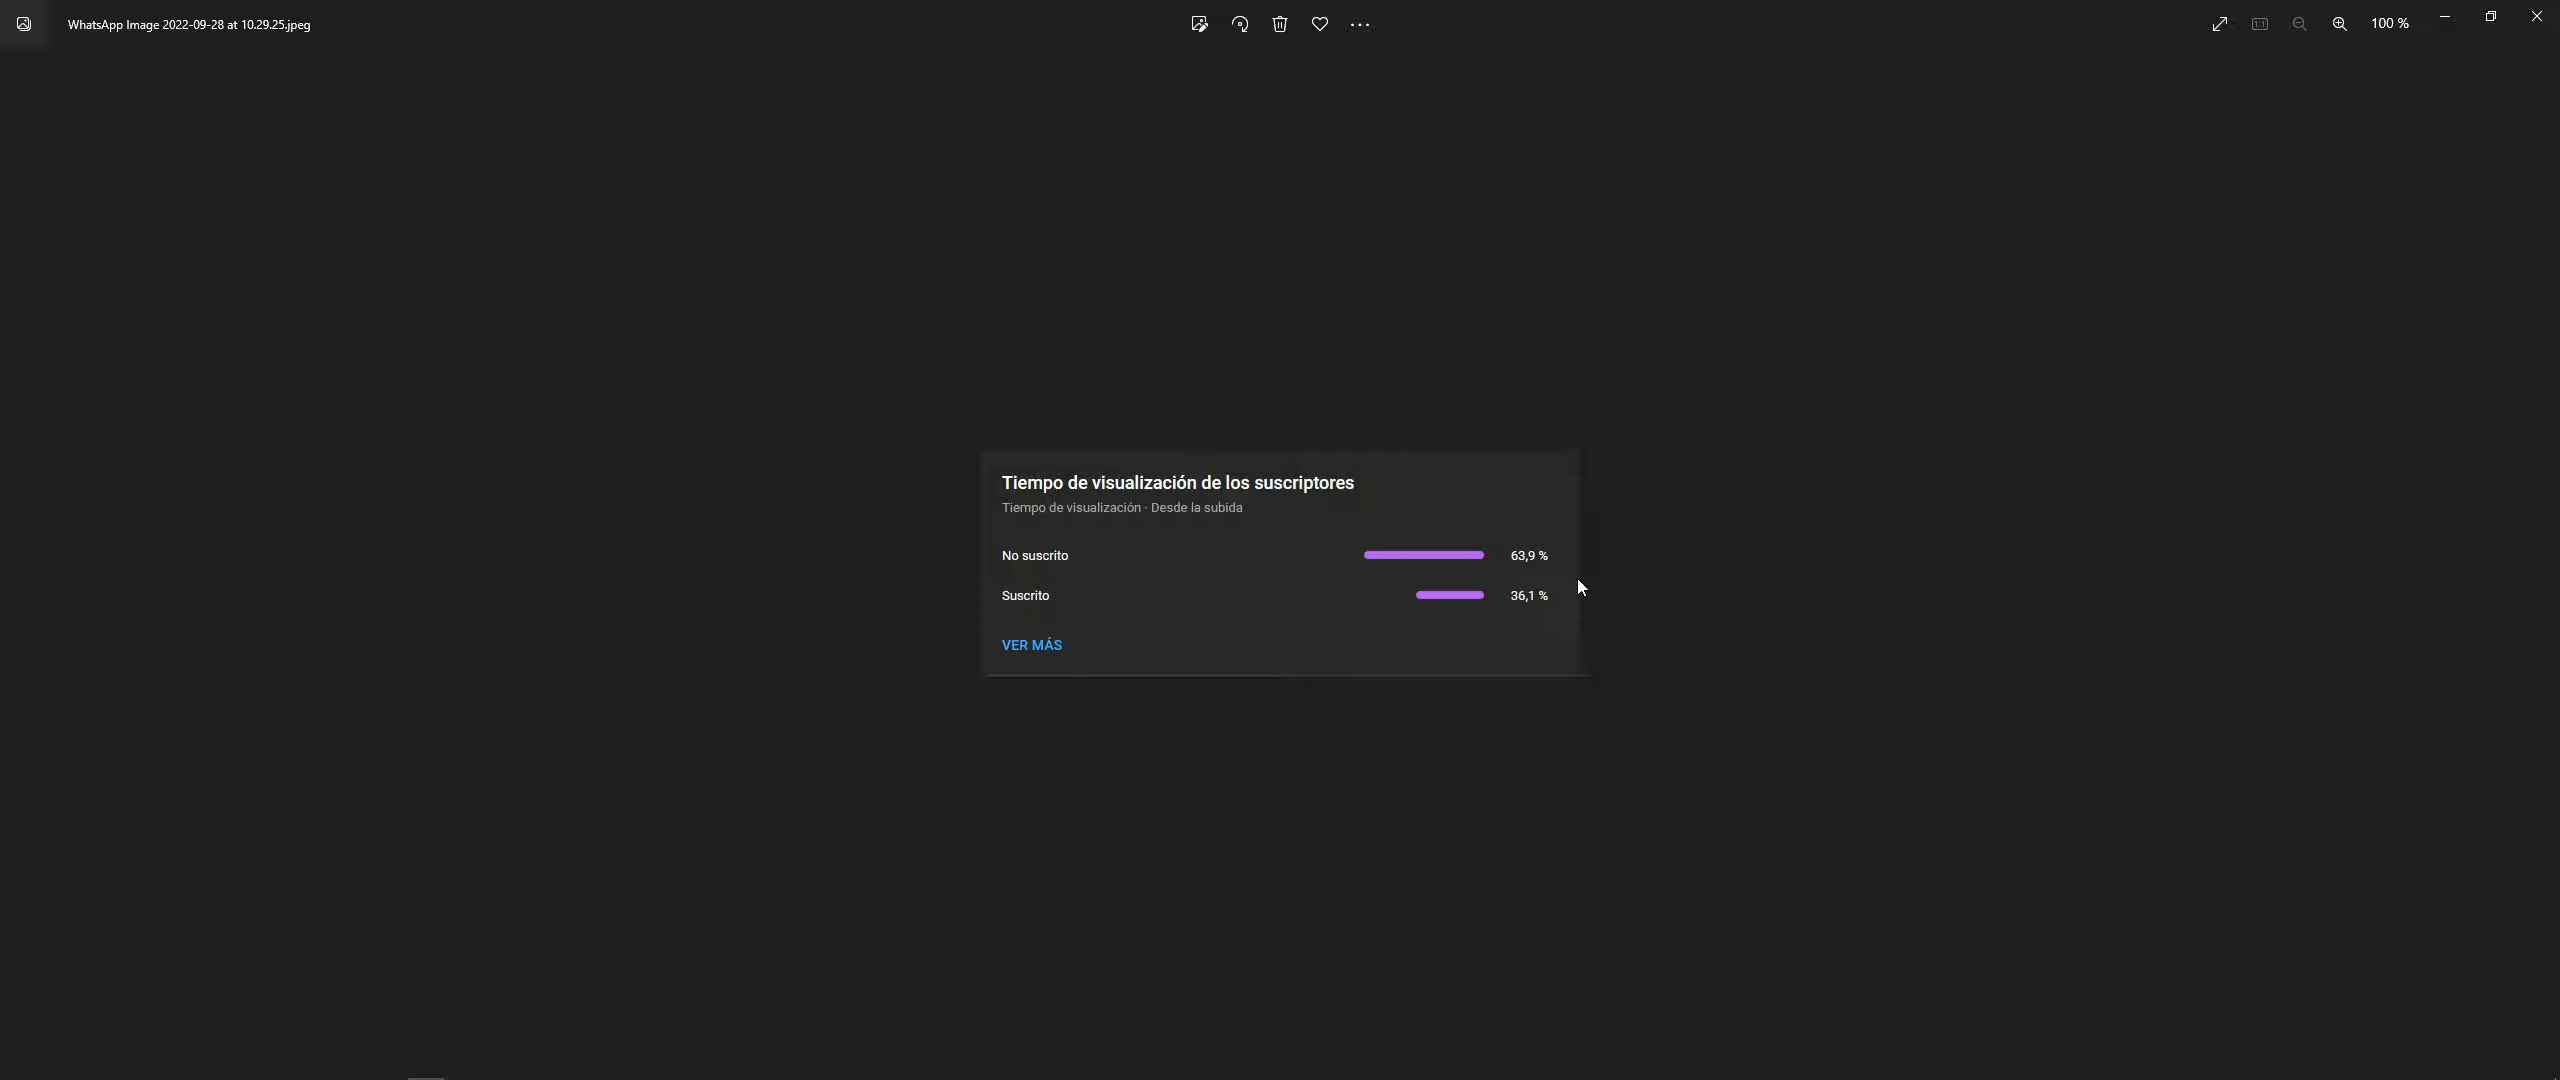 WhatsApp Image 2022-09-28 at 10.29.25.jpeg
100 %
Tiempo de visualización de los suscriptores
Tiempo de visualización · Desde la subida
No suscrito 63,9 %
Suscrito 36,1 %
VER MÁS